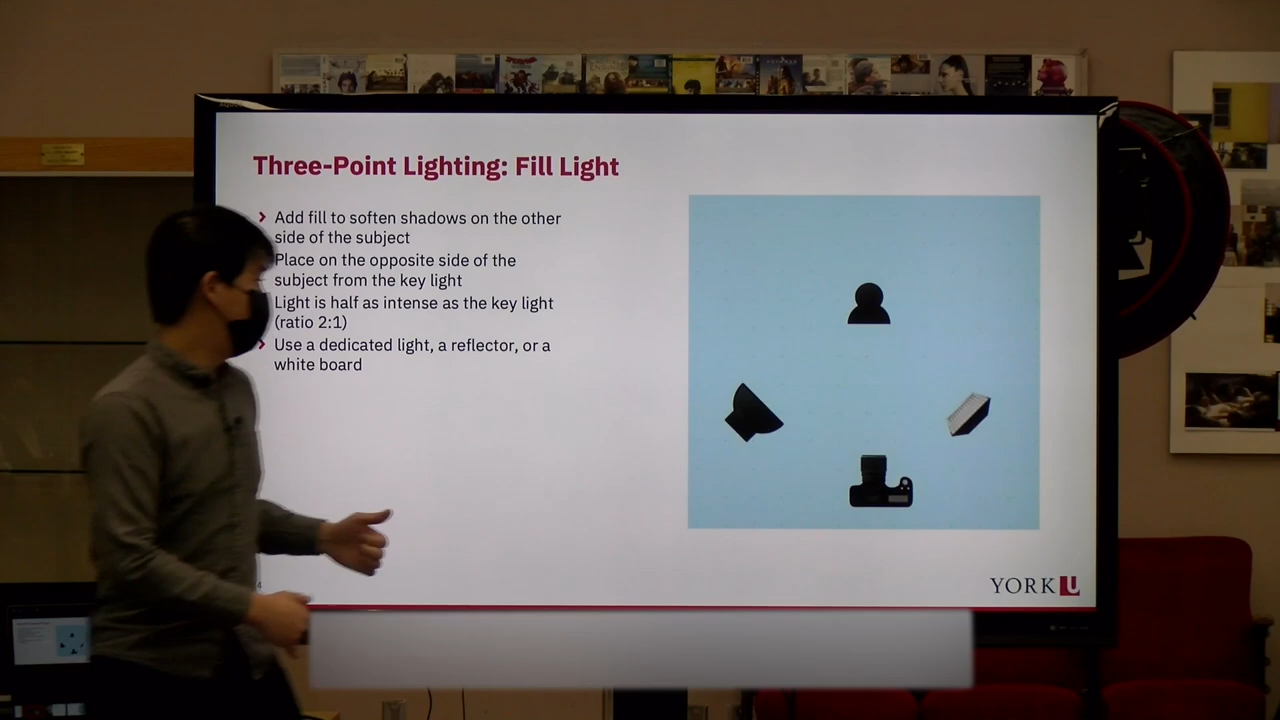 Three-Point Lighting: Fill Light
Add fill to soften shadows on the other
side of the subject
Place on the opposite side of the
subject from the key light
Light is half as intense as the key light
(ratio 2:1)
Use a dedicated light, a reflector, or a
white board
4
YORK U